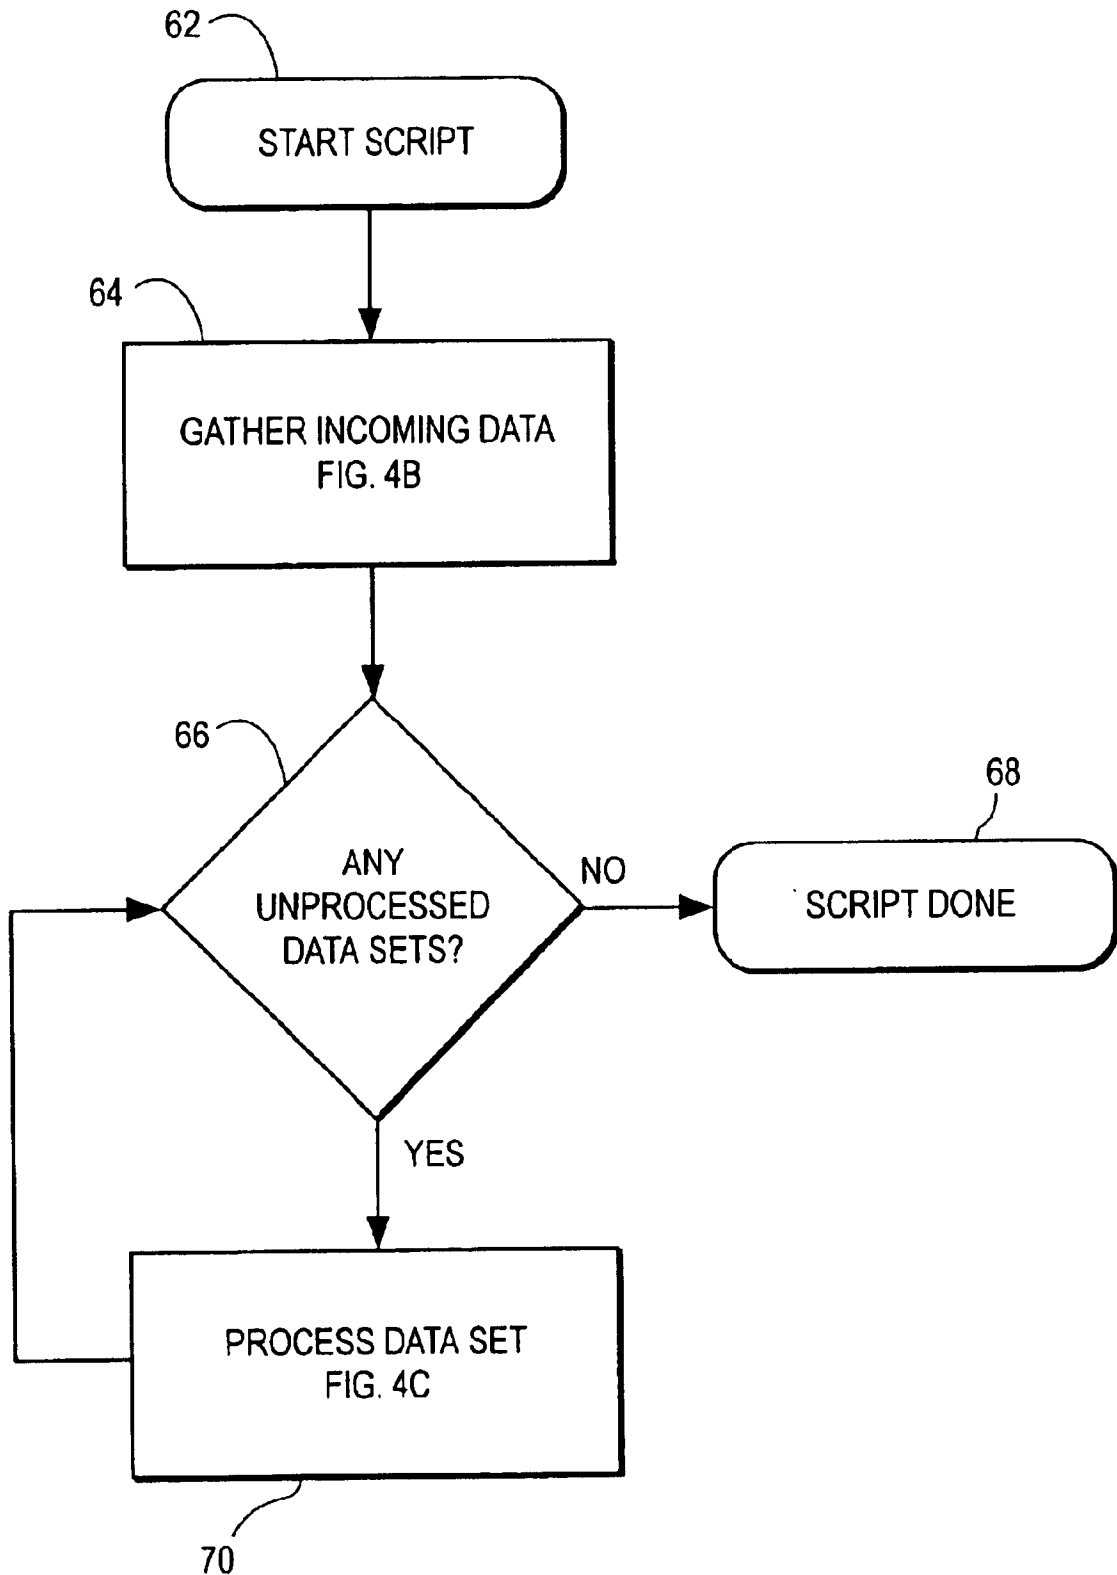 62
START SCRIPT
64
GATHER INCOMING DATA
FIG. 4B
66
ANY
UNPROCESSED
DATA SETS?
NO
68
SCRIPT DONE
YES
PROCESS DATA SET
FIG. 4C
70